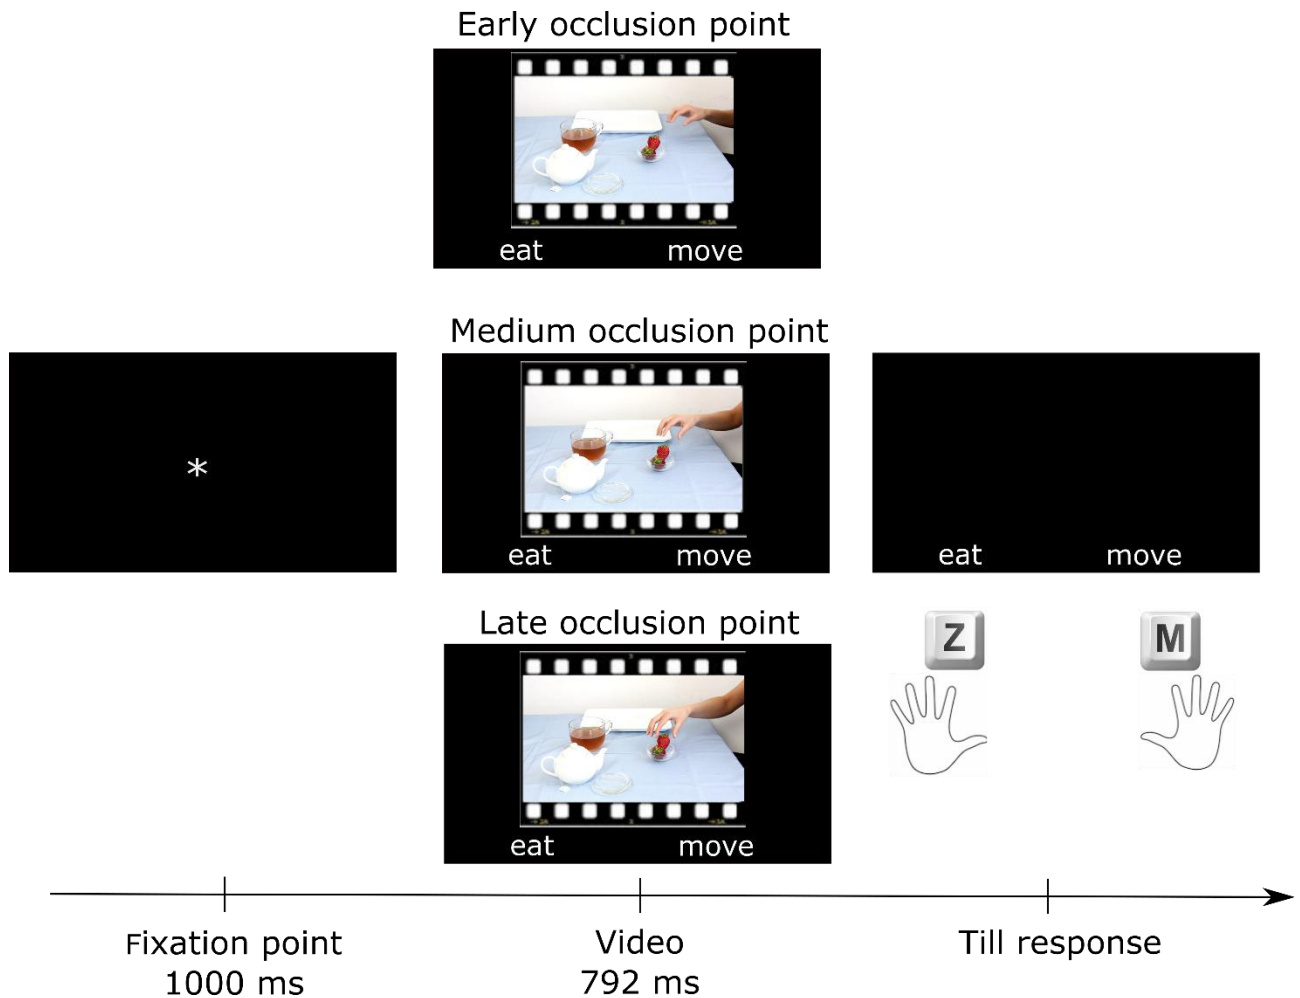 Early occlusion point
eat move
Medium occlusion point
*
eat move
eat move
Late occlusion point
Z M
eat move
Fixation point
1000 ms
Video
792 ms
Till response